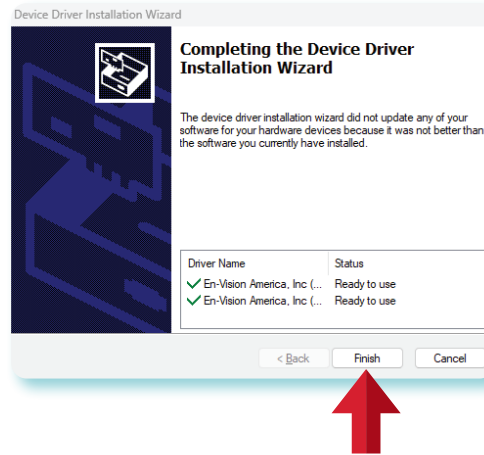 Device Driver Installation Wizard
Completing the Device Driver
Installation Wizard
The device driver installation wizard did not update any of your
software for your hardware devices because it was not better than
the software you currently have installed.
Driver Name Status
En-Vision America, Inc (... Ready to use
En-Vision America, Inc (... Ready to use
< Back Finish Cancel